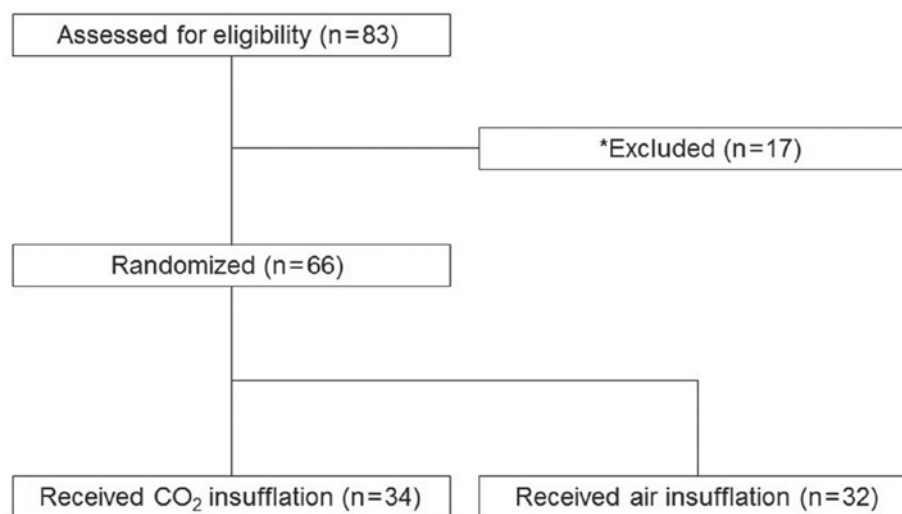 Assessed for eligibility (n=83)
*Excluded (n=17)
Randomized (n=66)
Received CO₂ insufflation (n=34)
Received air insufflation (n=32)